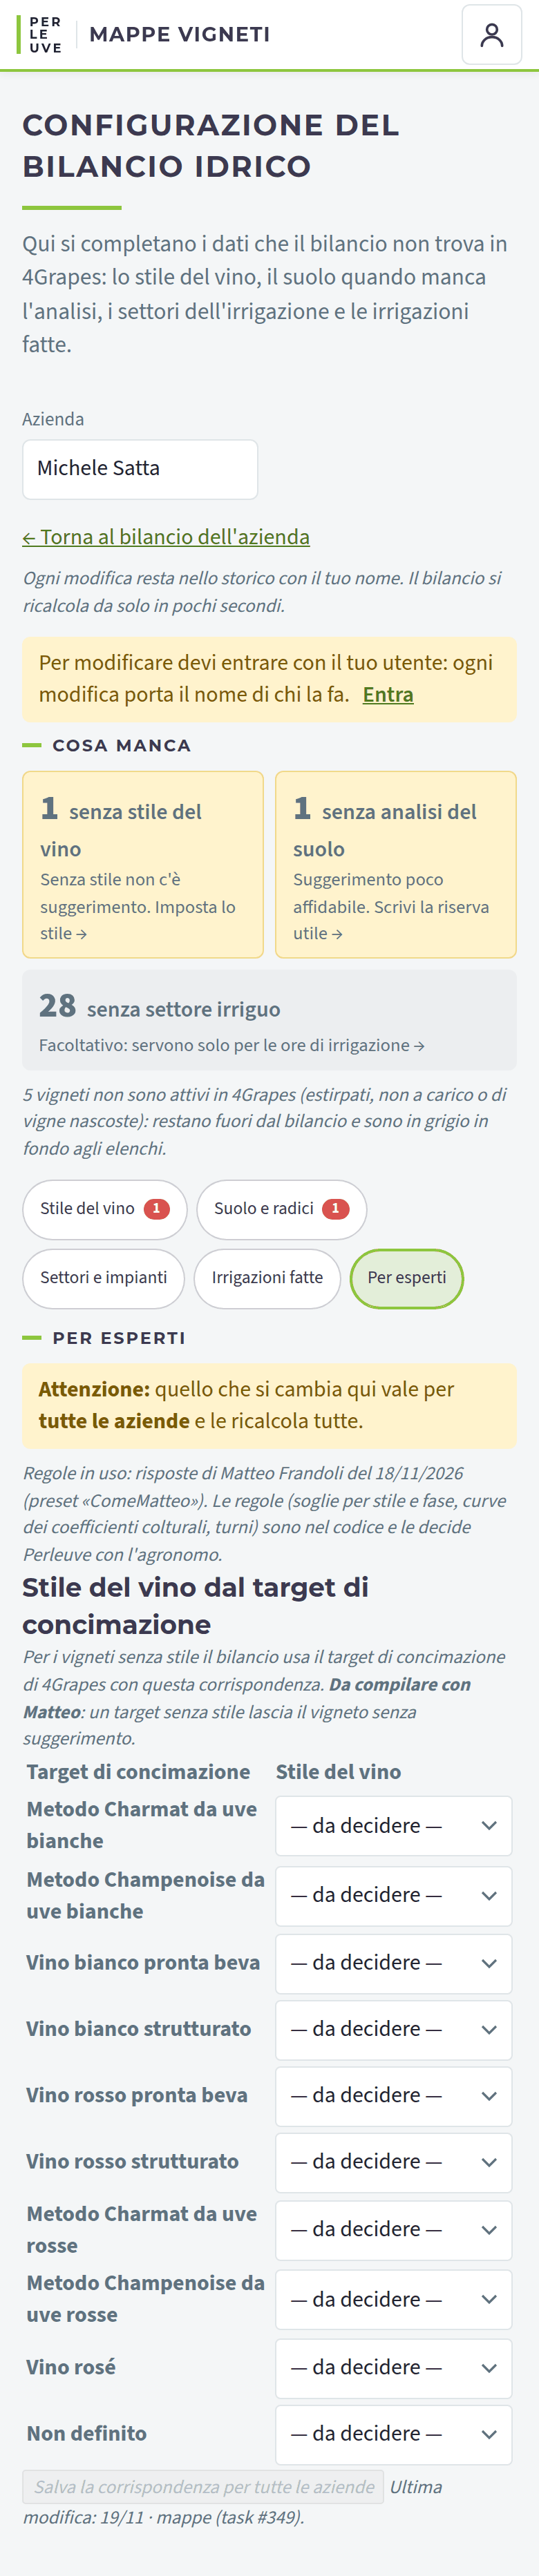 PER
LE
UVE
MAPPE VIGNETI
CONFIGURAZIONE DEL
BILANCIO IDRICO
Qui si completano i dati che il bilancio non trova in
4Grapes: lo stile del vino, il suolo quando manca
l'analisi, i settori dell'irrigazione e le irrigazioni
fatte.
Azienda
Michele Satta
← Torna al bilancio dell'azienda
Ogni modifica resta nello storico con il tuo nome. Il bilancio si
ricalcola da solo in pochi secondi.
Per modificare devi entrare con il tuo utente: ogni
modifica porta il nome di chi la fa. Entra
COSA MANCA
1 senza stile del
vino
Senza stile non c'è
suggerimento. Imposta lo
stile →
1 senza analisi del
suolo
Suggerimento poco
affidabile. Scrivi la riserva
utile →
28 senza settore irriguo
Facoltativo: servono solo per le ore di irrigazione →
5 vigneti non sono attivi in 4Grapes (estirpati, non a carico o di
vigne nascoste): restano fuori dal bilancio e sono in grigio in
fondo agli elenchi.
Stile del vino 1
Suolo e radici 1
Settori e impianti
Irrigazioni fatte
Per esperti
PER ESPERTI
Attenzione: quello che si cambia qui vale per
tutte le aziende e le ricalcola tutte.
Regole in uso: risposte di Matteo Frandoli del 18/11/2026
(preset «ComeMatteo»). Le regole (soglie per stile e fase, curve
dei coefficienti colturali, turni) sono nel codice e le decide
Perleuve con l'agronomo.
Stile del vino dal target di
concimazione
Per i vigneti senza stile il bilancio usa il target di concimazione
di 4Grapes con questa corrispondenza. Da compilare con
Matteo: un target senza stile lascia il vigneto senza
suggerimento.
Target di concimazione Stile del vino
Metodo Charmat da uve
bianche
— da decidere —
Metodo Champenoise da
uve bianche
— da decidere —
Vino bianco pronta beva
— da decidere —
Vino bianco strutturato
— da decidere —
Vino rosso pronta beva
— da decidere —
Vino rosso strutturato
— da decidere —
Metodo Charmat da uve
rosse
— da decidere —
Metodo Champenoise da
uve rosse
— da decidere —
Vino rosé
— da decidere —
Non definito
— da decidere —
Salva la corrispondenza per tutte le aziende Ultima
modifica: 19/11 · mappe (task #349).